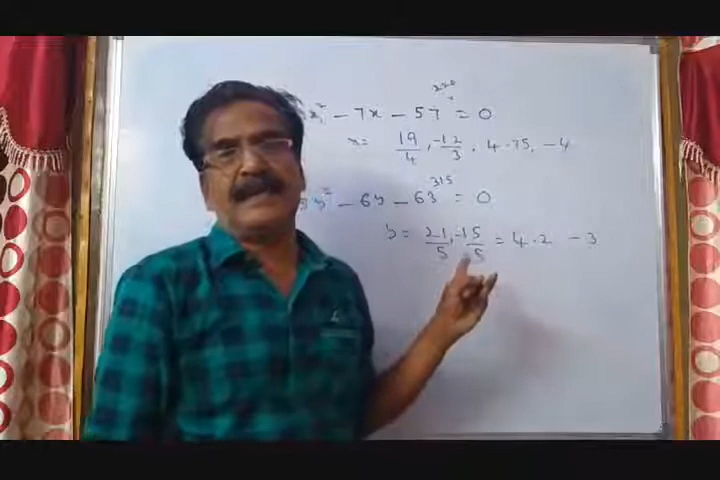 x² - 7x - 57 = 0
x = 19/4, -12/3, 4.75, -4
315
5y² - 6y - 63 = 0
y = 21/5, -15/5 = 4.2 -3